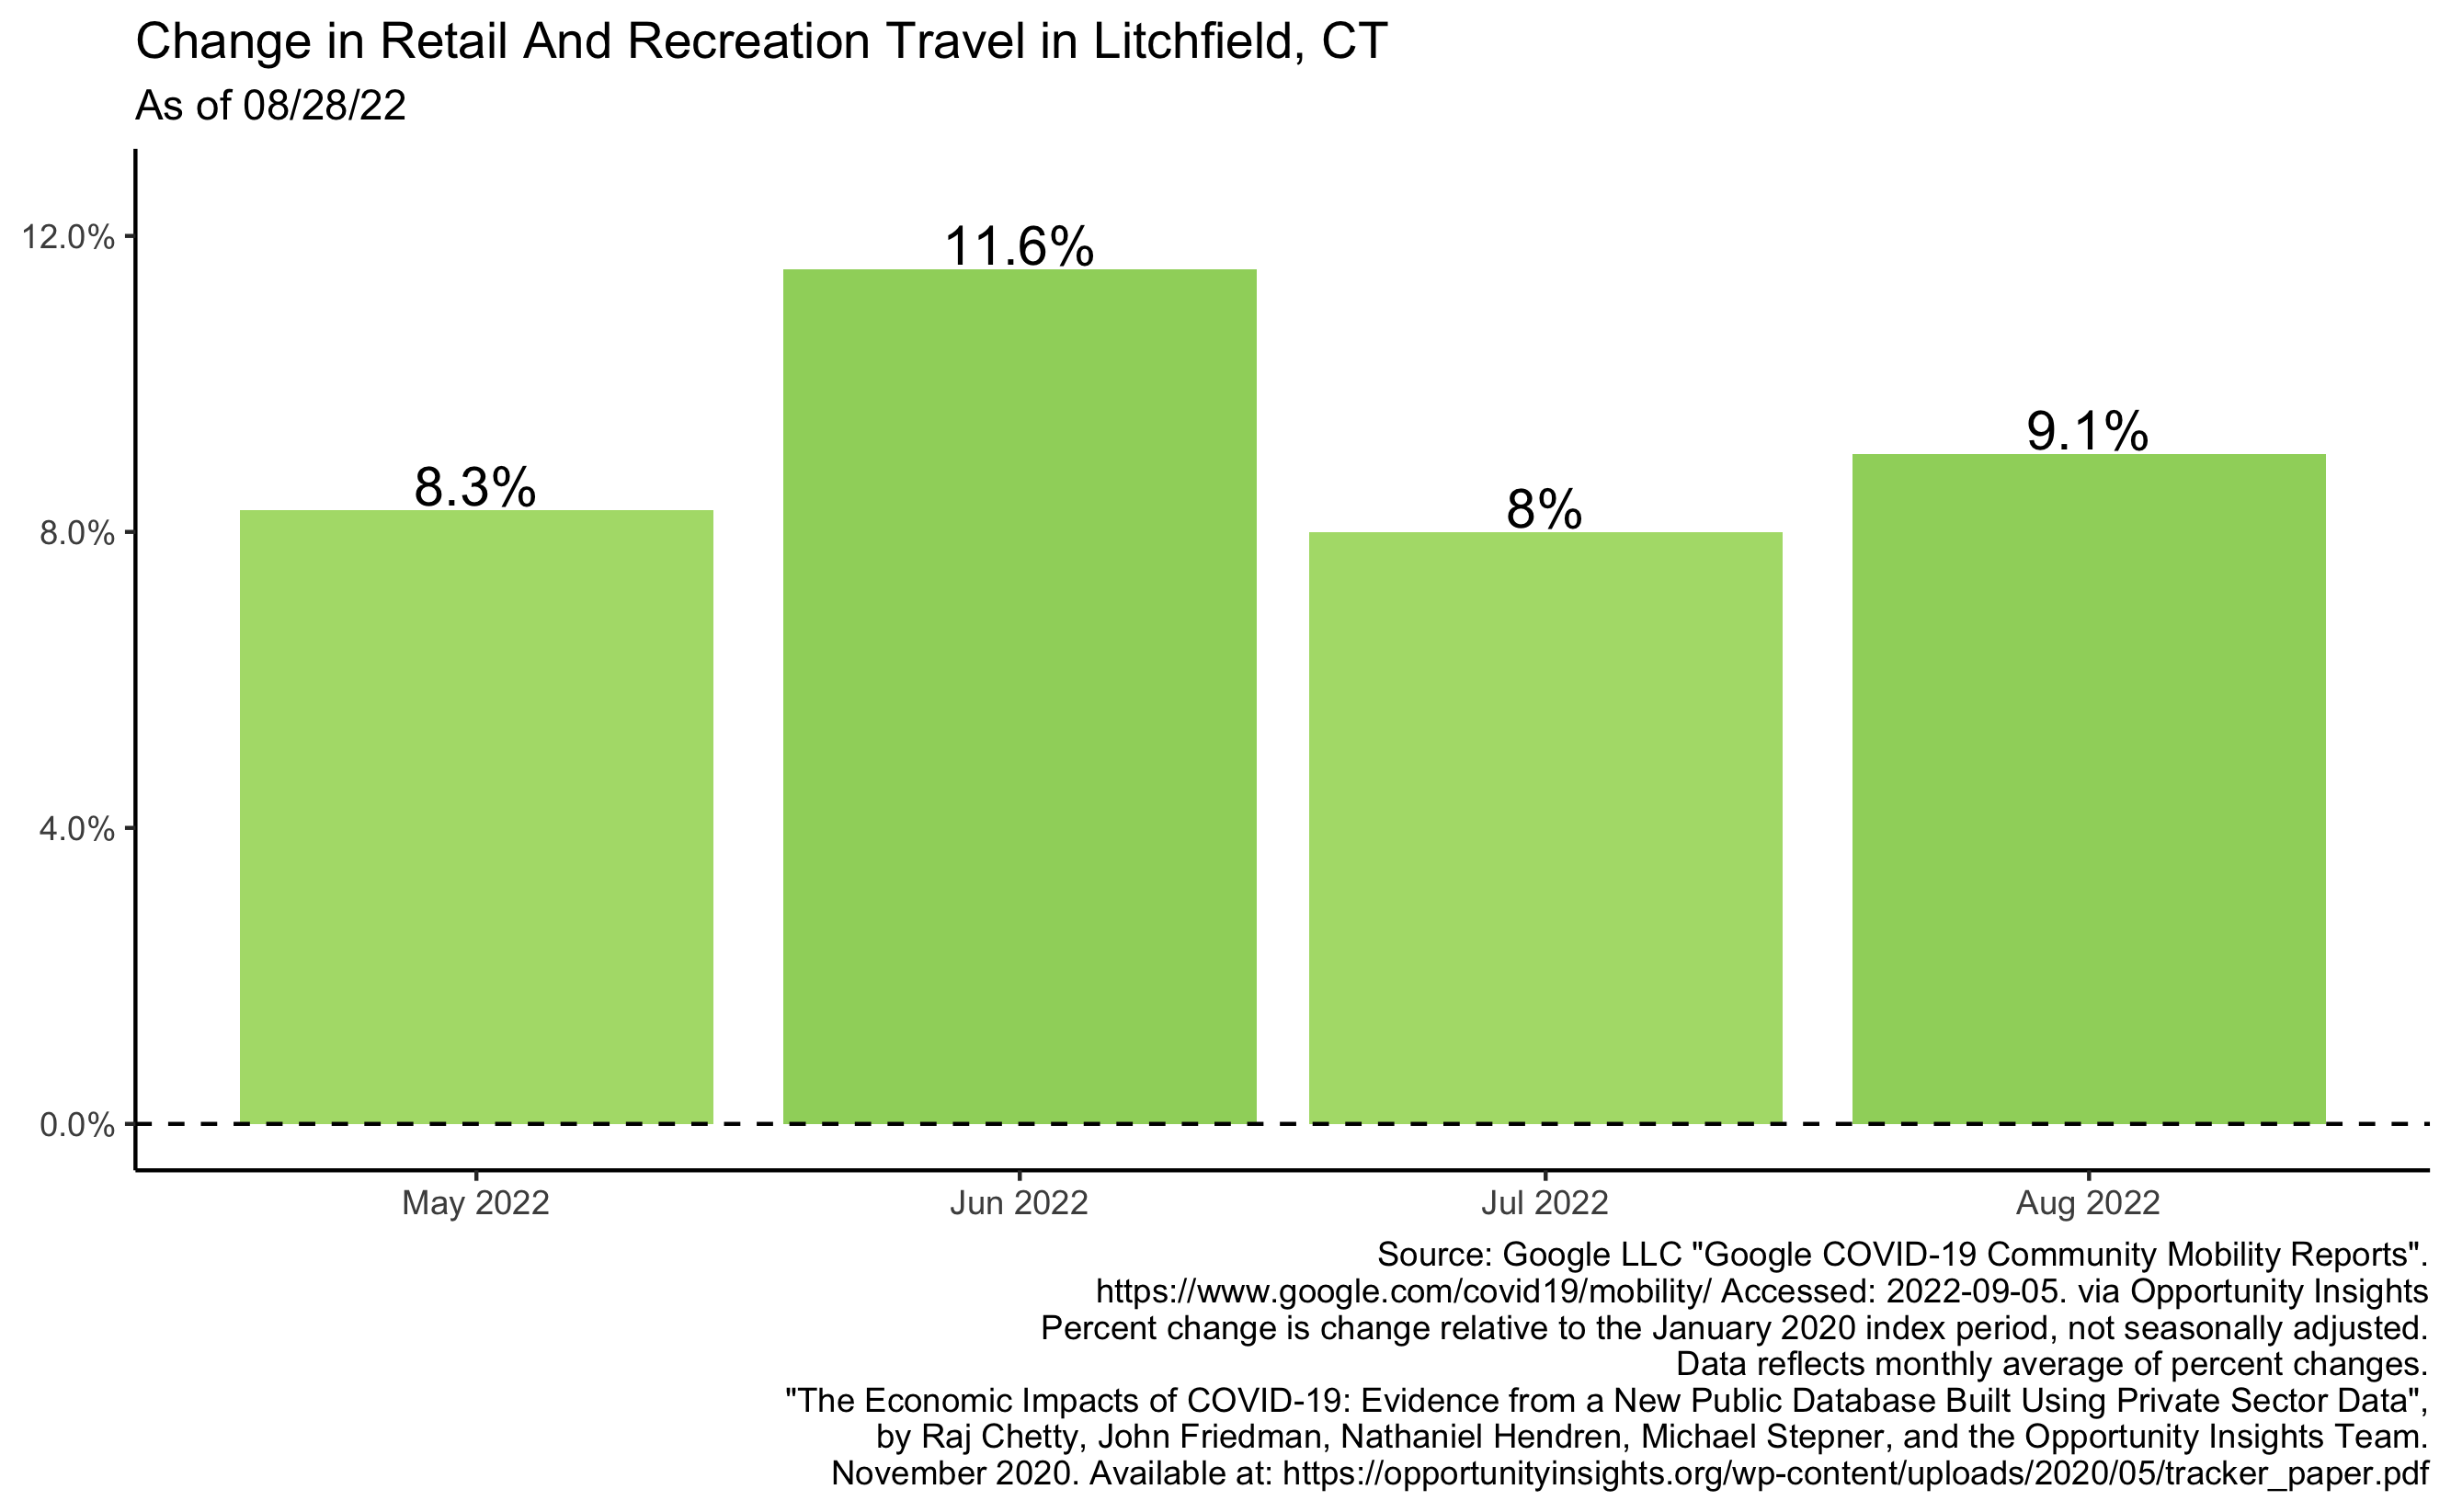 Change in Retail And Recreation Travel in Litchfield, CT
As of 08/28/22
12.0%
8.0%
4.0%
0.0%
8.3%
11.6%
8%
9.1%
May 2022
Jun 2022
Jul 2022
Aug 2022
Source: Google LLC "Google COVID-19 Community Mobility Reports".
https://www.google.com/covid19/mobility/ Accessed: 2022-09-05. via Opportunity Insights
Percent change is change relative to the January 2020 index period, not seasonally adjusted.
Data reflects monthly average of percent changes.
"The Economic Impacts of COVID-19: Evidence from a New Public Database Built Using Private Sector Data",
by Raj Chetty, John Friedman, Nathaniel Hendren, Michael Stepner, and the Opportunity Insights Team.
November 2020. Available at: https://opportunityinsights.org/wp-content/uploads/2020/05/tracker_paper.pdf